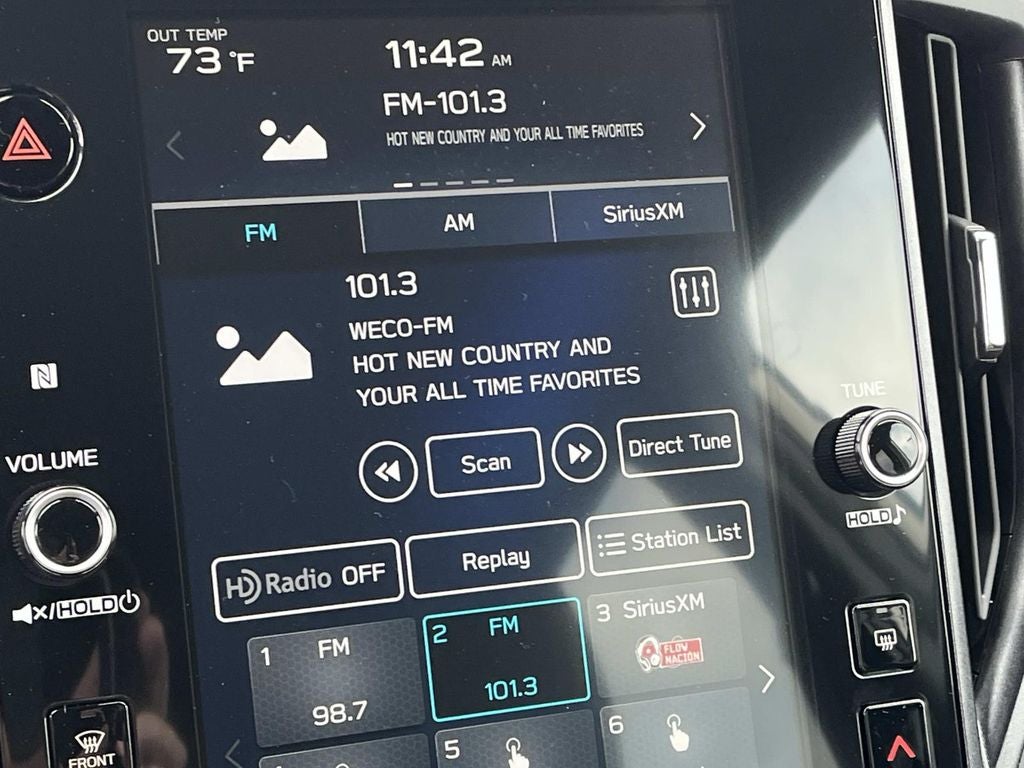 OUT TEMP
73 °F
11:42 AM
FM-101.3
HOT NEW COUNTRY AND YOUR ALL TIME FAVORITES
FM
AM
SiriusXM
101.3
WECO-FM
HOT NEW COUNTRY AND
YOUR ALL TIME FAVORITES
Scan
Direct Tune
HD Radio OFF
Replay
Station List
1 FM
98.7
2 FM
101.3
3 SiriusXM
FLOW
NACIÓN
5
6
VOLUME
/HOLD
TUNE
HOLD
FRONT